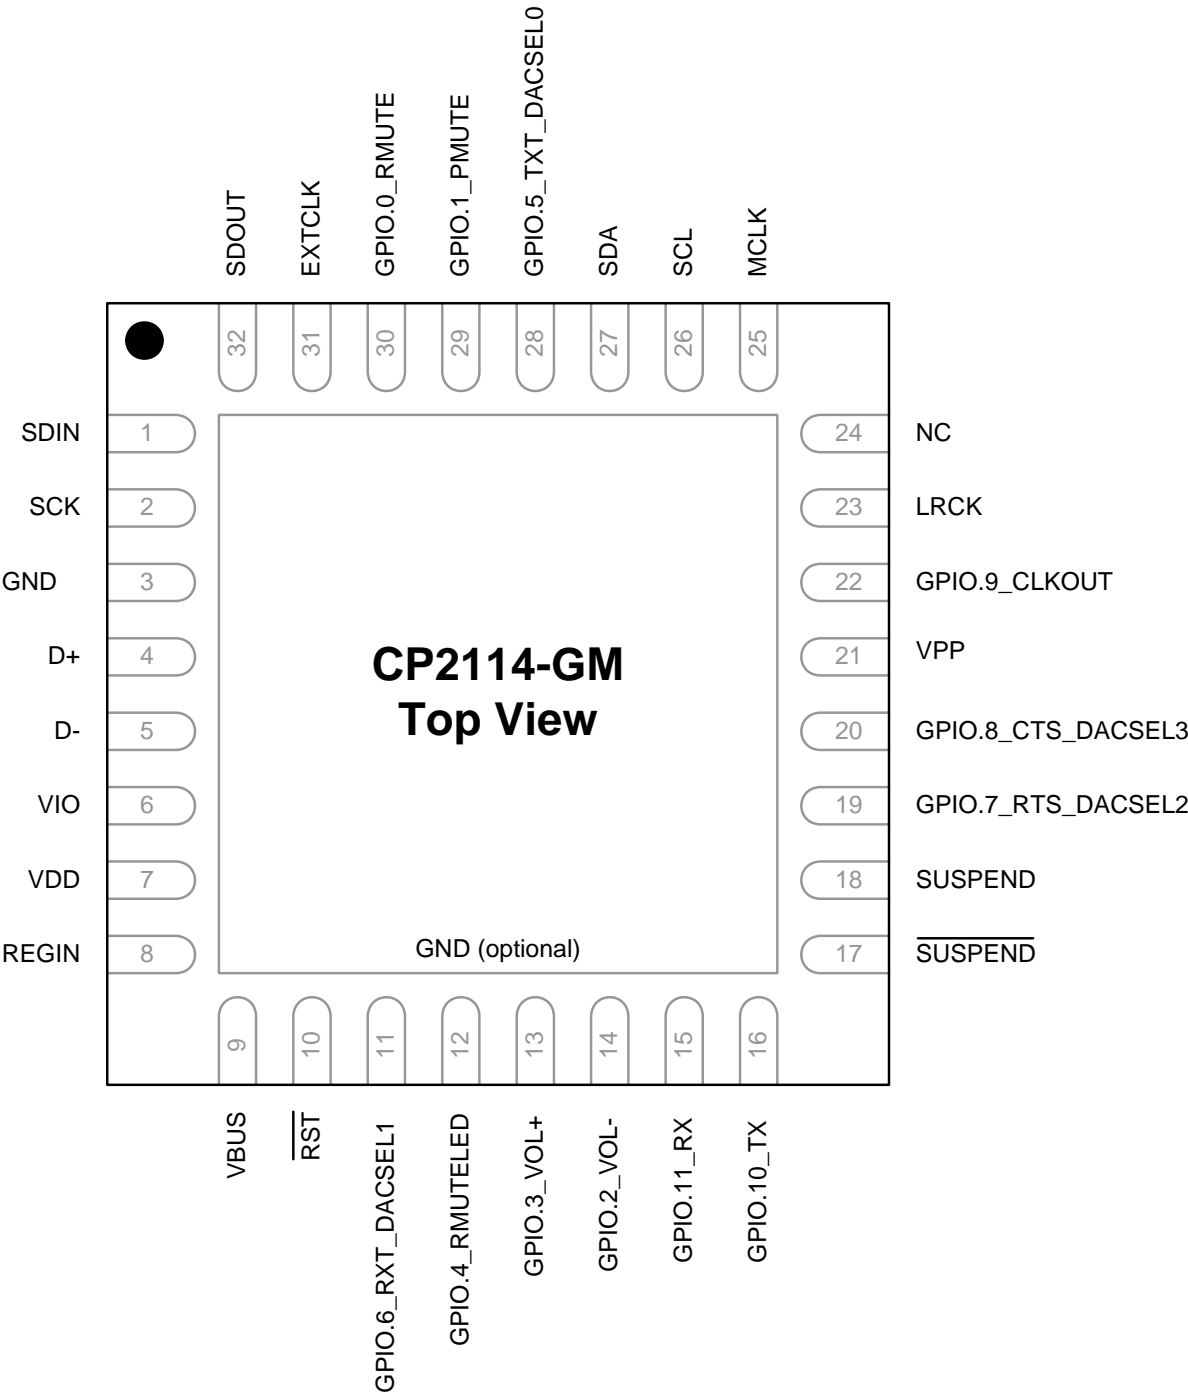 SDOUT
EXTCLK
GPIO.0_RMUTE
GPIO.1_PMUTE
GPIO.5_TXT_DACSEL0
SDA
SCL
MCLK
32
31
30
29
28
27
26
25
SDIN 1
SCK 2
GND 3
D+ 4
D- 5
VIO 6
VDD 7
REGIN 8
CP2114-GM
Top View
GND (optional)
24 NC
23 LRCK
22 GPIO.9_CLKOUT
21 VPP
20 GPIO.8_CTS_DACSEL3
19 GPIO.7_RTS_DACSEL2
18 SUSPEND
17 SUSPEND
9
10
11
12
13
14
15
16
VBUS
RST
GPIO.6_RXT_DACSEL1
GPIO.4_RMUTELED
GPIO.3_VOL+
GPIO.2_VOL-
GPIO.11_RX
GPIO.10_TX